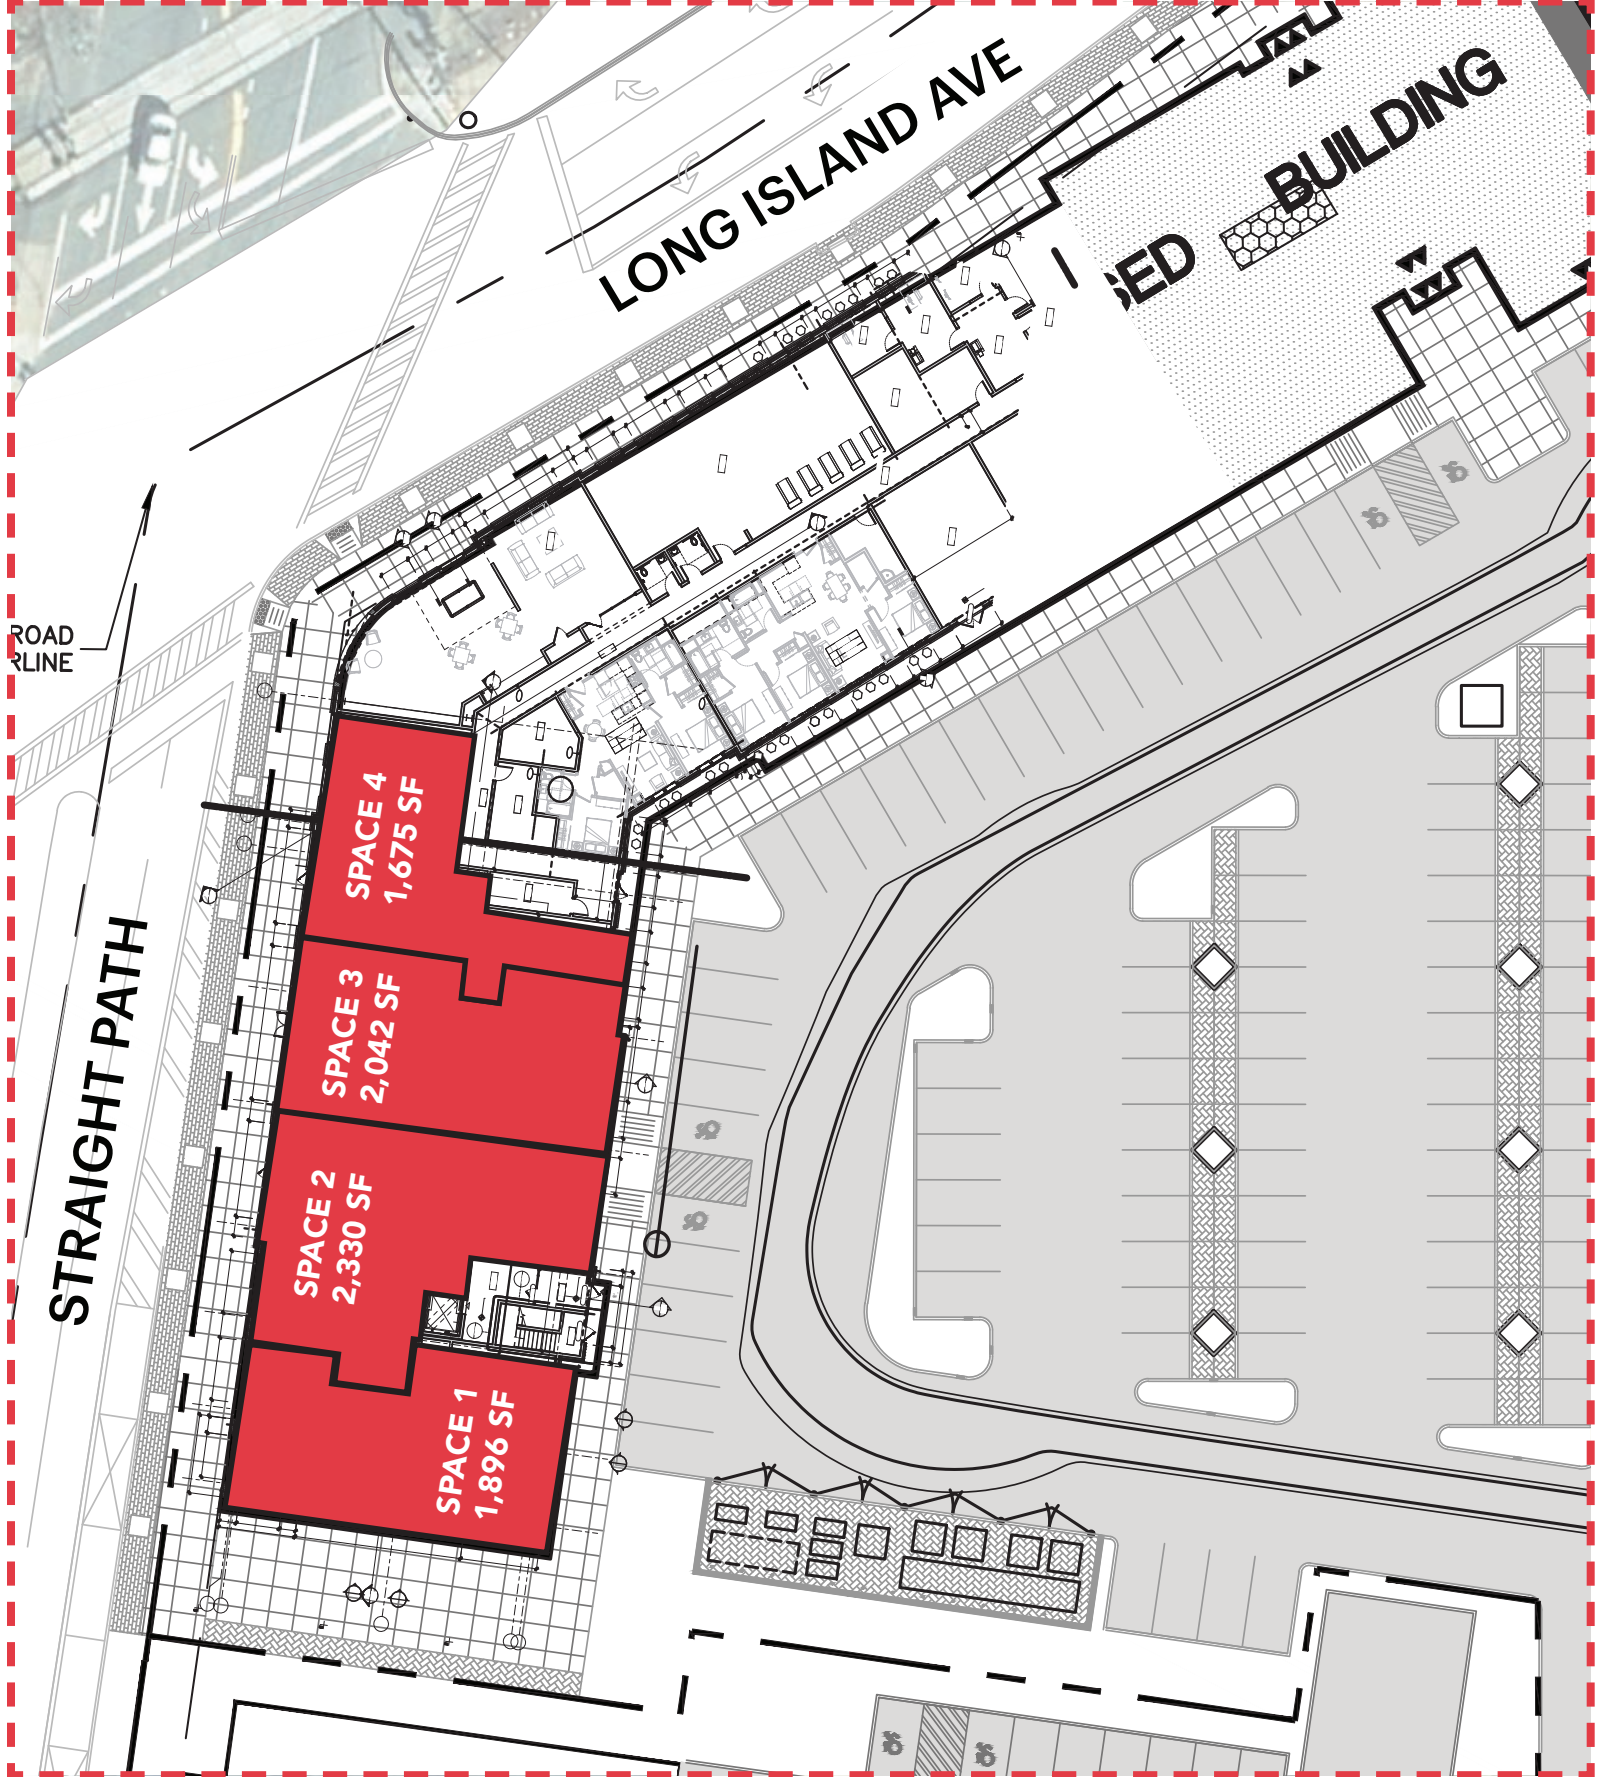 LONG ISLAND AVE
BUILDING
SED
ROAD
RLINE
STRAIGHT PATH
SPACE 4
1,675 SF
SPACE 3
2,042 SF
SPACE 2
2,330 SF
SPACE 1
1,896 SF